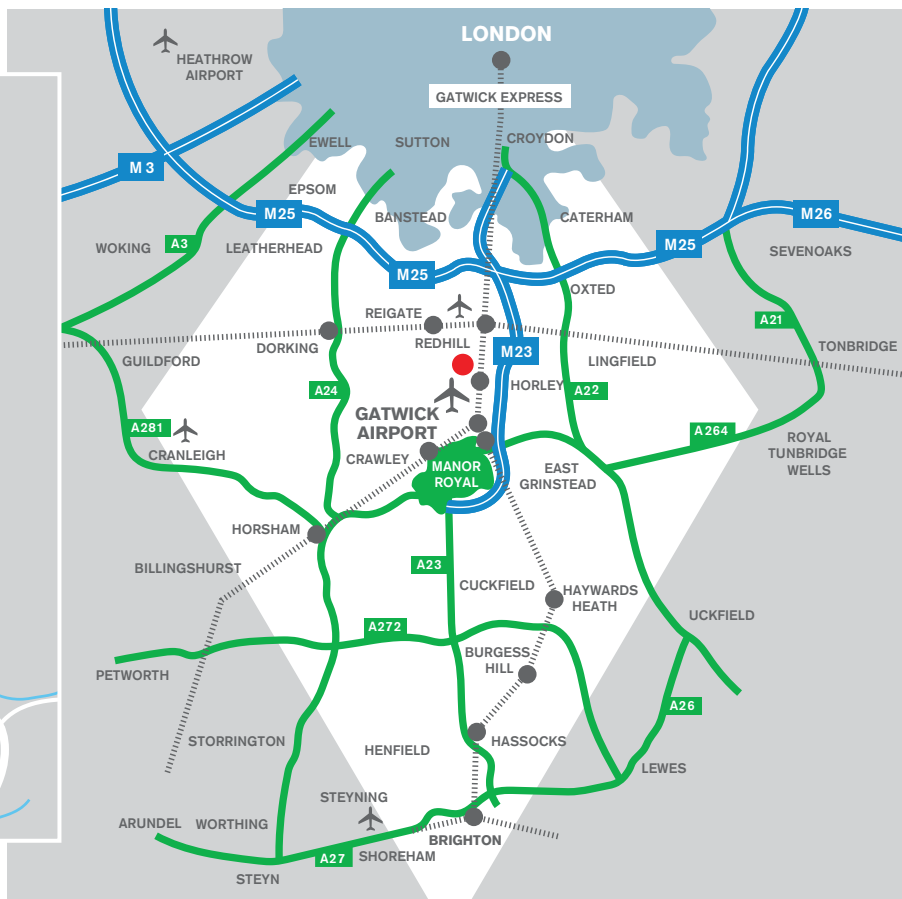 LONDON
HEATHROW
AIRPORT
GATWICK EXPRESS
EWELL
SUTTON
CROYDON
M 3
EPSOM
M25
BANSTEAD
CATERHAM
M26
WOKING
A3
LEATHERHEAD
M25
SEVENOAKS
M25
OXTED
REIGATE
A21
REDHILL
DORKING
TONBRIDGE
GUILDFORD
M23
LINGFIELD
HORLEY
A24
A22
GATWICK
AIRPORT
A281
A264
CRANLEIGH
CRAWLEY
ROYAL
TUNBRIDGE
WELLS
MANOR
ROYAL
EAST
GRINSTEAD
HORSHAM
BILLINGSHURST
A23
CUCKFIELD
HAYWARDS
HEATH
UCKFIELD
A272
BURGESS
HILL
PETWORTH
A26
STORRINGTON
HENFIELD
HASSOCKS
LEWES
STEYNING
ARUNDEL
WORTHING
BRIGHTON
A27
SHOREHAM
STEYN